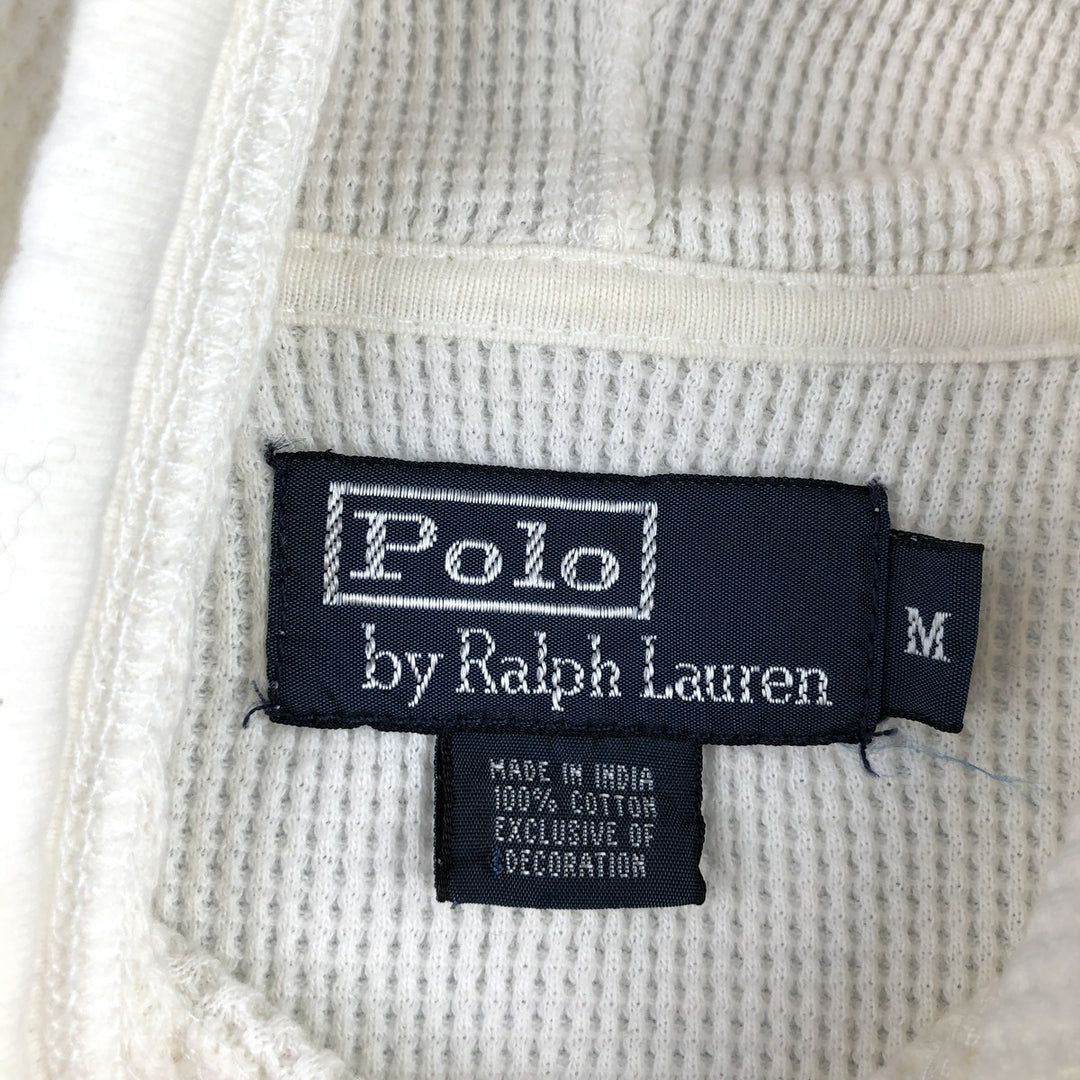 Polo
by Ralph Lauren
M
MADE IN INDIA
100% COTTON
EXCLUSIVE OF
DECORATION